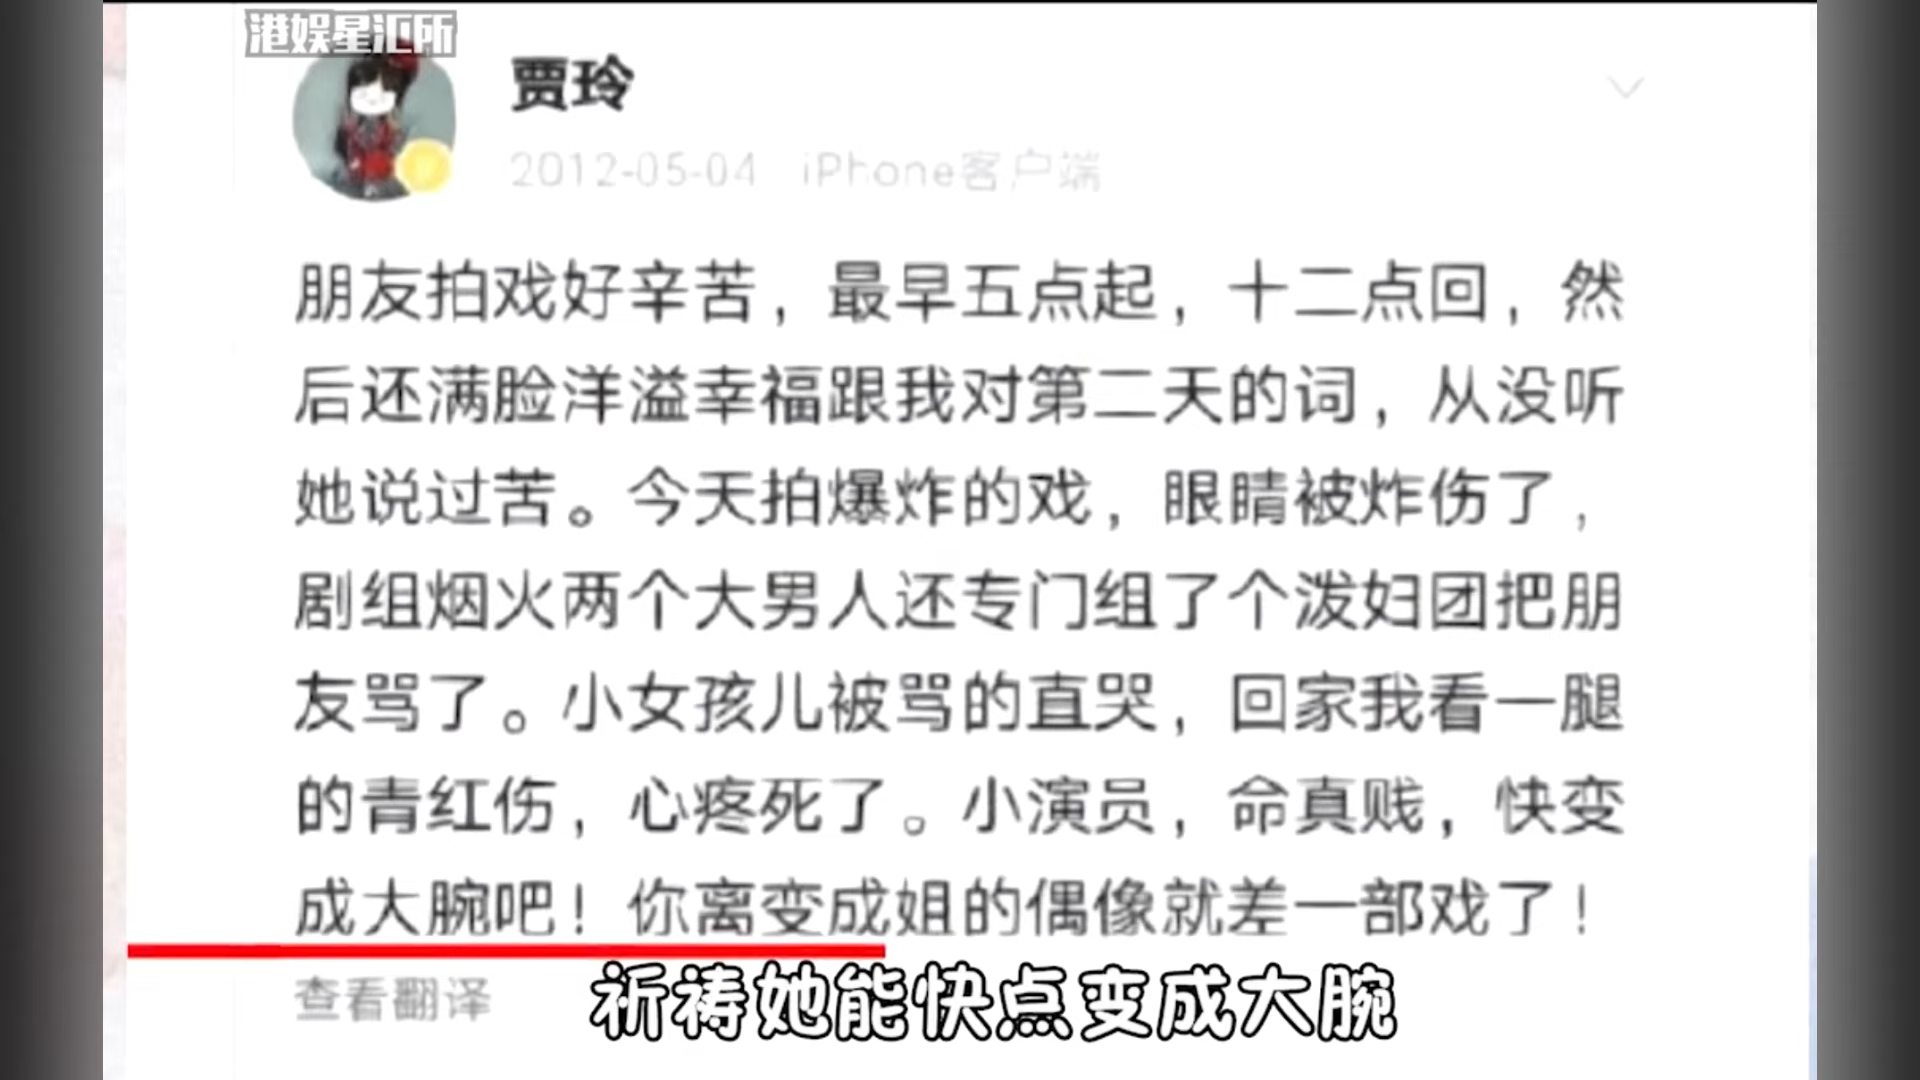 港娱星汇所
贾玲
2012-05-04 iPhone客户端
朋友拍戏好辛苦，最早五点起，十二点回，然
后还满脸洋溢幸福跟我对第二天的词，从没听
她说过苦。今天拍爆炸的戏，眼睛被炸伤了，
剧组烟火两个大男人还专门组了个泼妇团把朋
友骂了。小女孩儿被骂的直哭，回家我看一腿
的青红伤，心疼死了。小演员，命真贱，快变
成大腕吧！你离变成姐的偶像就差一部戏了！
查看翻译
祈祷她能快点变成大腕